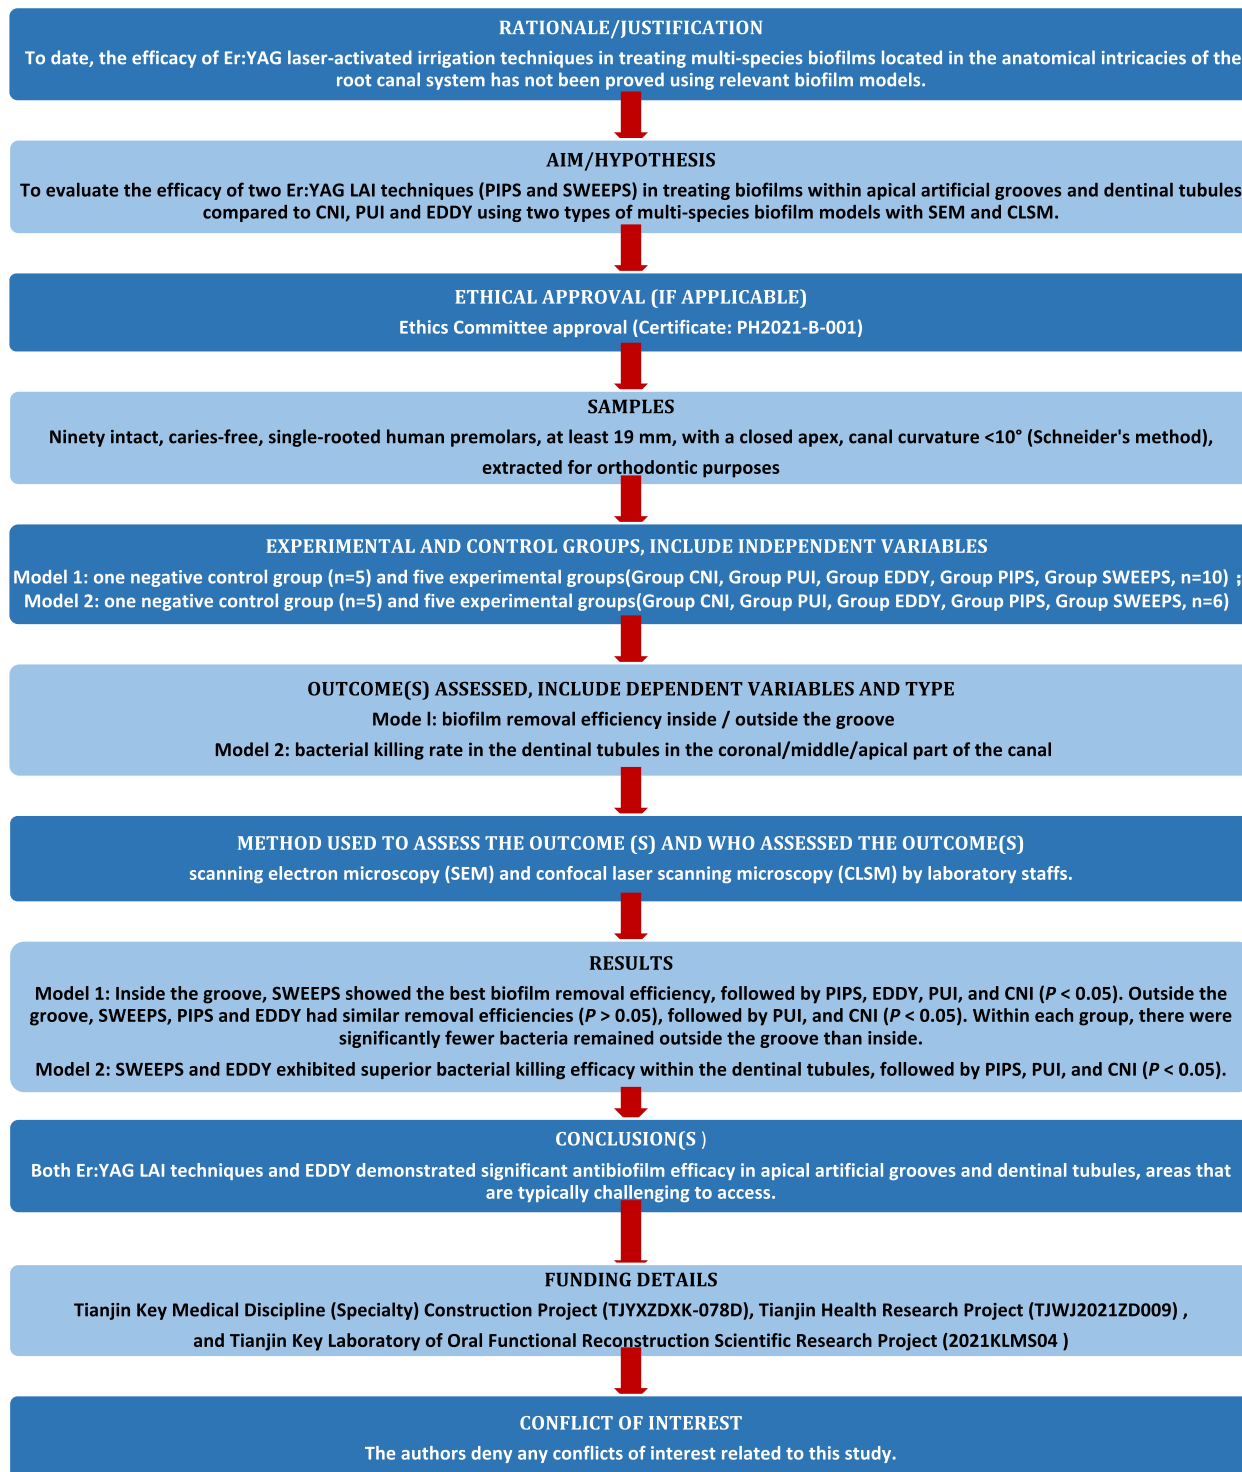 RATIONALE/JUSTIFICATION
To date, the efficacy of Er:YAG laser-activated irrigation techniques in treating multi-species biofilms located in the anatomical intricacies of the
root canal system has not been proved using relevant biofilm models.
AIM/HYPOTHESIS
To evaluate the efficacy of two Er:YAG LAI techniques (PIPS and SWEEPS) in treating biofilms within apical artificial grooves and dentinal tubules
compared to CNI, PUI and EDDY using two types of multi-species biofilm models with SEM and CLSM.
ETHICAL APPROVAL (IF APPLICABLE)
Ethics Committee approval (Certificate: PH2021-B-001)
SAMPLES
Ninety intact, caries-free, single-rooted human premolars, at least 19 mm, with a closed apex, canal curvature <10° (Schneider's method),
extracted for orthodontic purposes
EXPERIMENTAL AND CONTROL GROUPS, INCLUDE INDEPENDENT VARIABLES
Model 1: one negative control group (n=5) and five experimental groups(Group CNI, Group PUI, Group EDDY, Group PIPS, Group SWEEPS, n=10) ;
Model 2: one negative control group (n=5) and five experimental groups(Group CNI, Group PUI, Group EDDY, Group PIPS, Group SWEEPS, n=6)
OUTCOME(S) ASSESSED, INCLUDE DEPENDENT VARIABLES AND TYPE
Mode l: biofilm removal efficiency inside / outside the groove
Model 2: bacterial killing rate in the dentinal tubules in the coronal/middle/apical part of the canal
METHOD USED TO ASSESS THE OUTCOME (S) AND WHO ASSESSED THE OUTCOME(S)
scanning electron microscopy (SEM) and confocal laser scanning microscopy (CLSM) by laboratory staffs.
RESULTS
Model 1: Inside the groove, SWEEPS showed the best biofilm removal efficiency, followed by PIPS, EDDY, PUI, and CNI (P < 0.05). Outside the
groove, SWEEPS, PIPS and EDDY had similar removal efficiencies (P > 0.05), followed by PUI, and CNI (P < 0.05). Within each group, there were
significantly fewer bacteria remained outside the groove than inside.
Model 2: SWEEPS and EDDY exhibited superior bacterial killing efficacy within the dentinal tubules, followed by PIPS, PUI, and CNI (P < 0.05).
CONCLUSION(S )
Both Er:YAG LAI techniques and EDDY demonstrated significant antibiofilm efficacy in apical artificial grooves and dentinal tubules, areas that
are typically challenging to access.
FUNDING DETAILS
Tianjin Key Medical Discipline (Specialty) Construction Project (TJYXZDXK-078D), Tianjin Health Research Project (TJWJ2021ZD009) ,
and Tianjin Key Laboratory of Oral Functional Reconstruction Scientific Research Project (2021KLMS04 )
CONFLICT OF INTEREST
The authors deny any conflicts of interest related to this study.